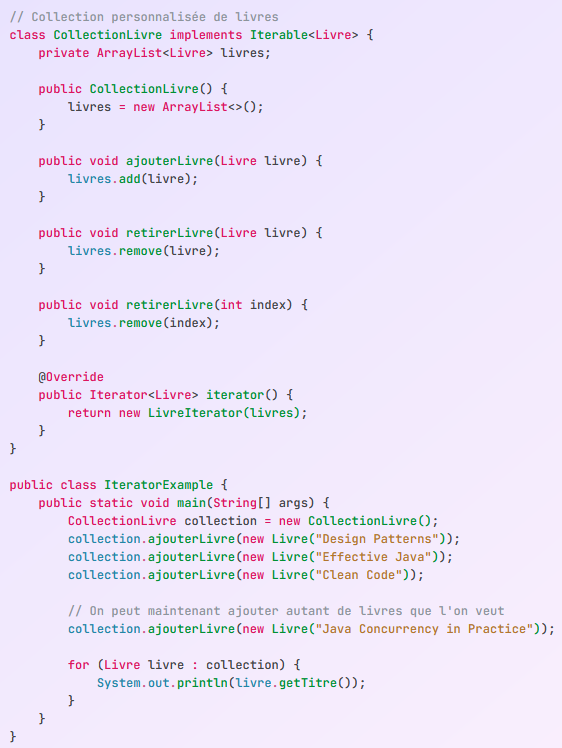 // Collection personnalisée de livres
class CollectionLivre implements Iterable<Livre> {
    private ArrayList<Livre> livres;

    public CollectionLivre() {
        livres = new ArrayList<>();
    }

    public void ajouterLivre(Livre livre) {
        livres.add(livre);
    }

    public void retirerLivre(Livre livre) {
        livres.remove(livre);
    }

    public void retirerLivre(int index) {
        livres.remove(index);
    }

    @Override
    public Iterator<Livre> iterator() {
        return new LivreIterator(livres);
    }
}

public class IteratorExample {
    public static void main(String[] args) {
        CollectionLivre collection = new CollectionLivre();
        collection.ajouterLivre(new Livre("Design Patterns"));
        collection.ajouterLivre(new Livre("Effective Java"));
        collection.ajouterLivre(new Livre("Clean Code"));

        // On peut maintenant ajouter autant de livres que l'on veut
        collection.ajouterLivre(new Livre("Java Concurrency in Practice"));

        for (Livre livre : collection) {
            System.out.println(livre.getTitre());
        }
    }
}